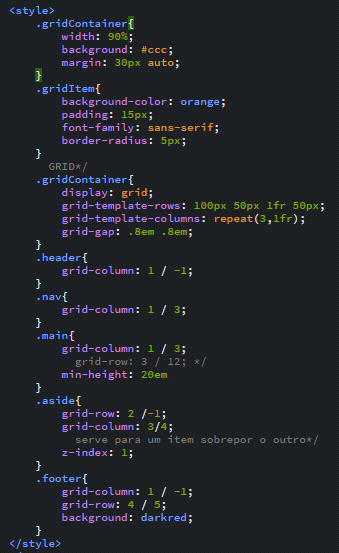 <style>
.gridContainer{
width: 90%;
background: #ccc;
margin: 30px auto;
}
.gridItem{
background-color: orange;
padding: 15px;
font-family: sans-serif;
border-radius: 5px;
}
GRID*/
.gridContainer{
display: grid;
grid-template-rows: 100px 50px 1fr 50px;
grid-template-columns: repeat(3,1fr);
grid-gap: .8em .8em;
}
.header{
grid-column: 1 / -1;
}
.nav{
grid-column: 1 / 3;
}
.main{
grid-column: 1 / 3;
grid-row: 3 / 12; */
min-height: 20em
}
.aside{
grid-row: 2 /-1;
grid-column: 3/4;
serve para um item sobrepor o outro*/
z-index: 1;
}
.footer{
grid-column: 1 / -1;
grid-row: 4 / 5;
background: darkred;
}
</style>